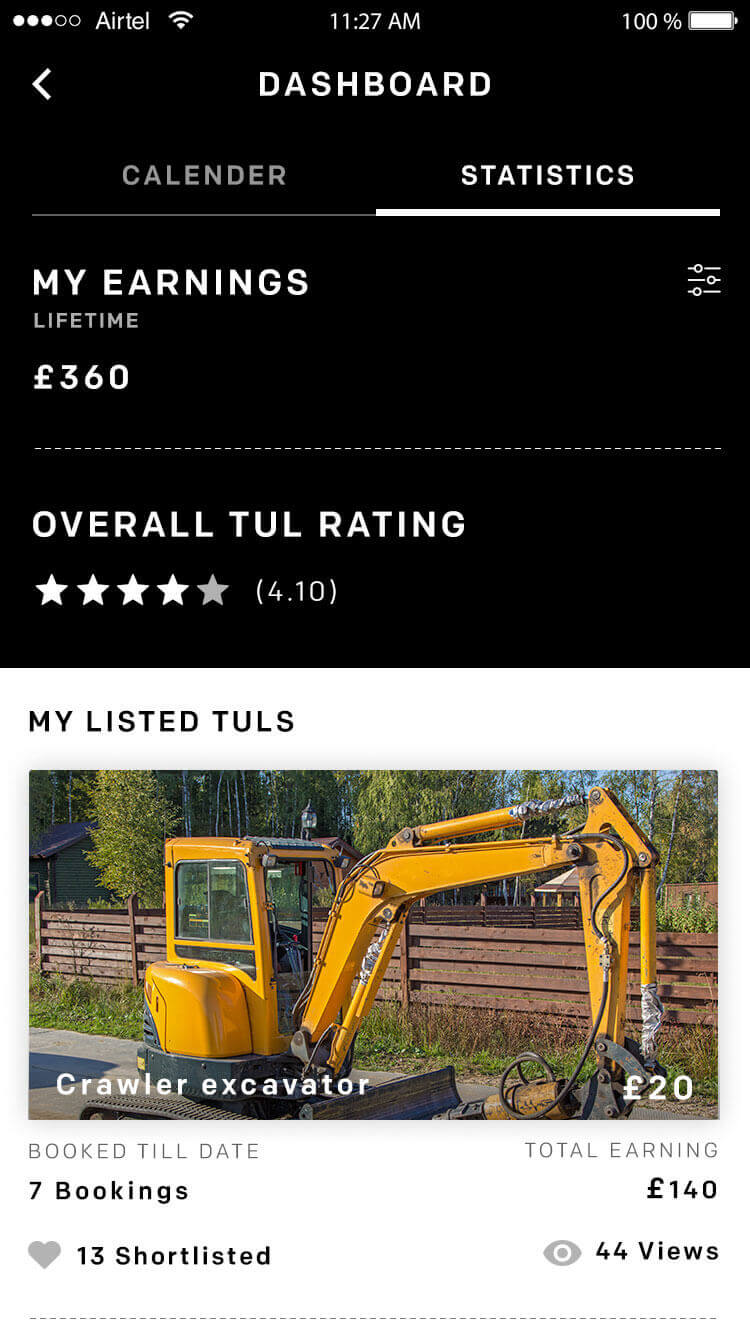 Airtel 11:27 AM 100 %
DASHBOARD
CALENDER STATISTICS
MY EARNINGS
LIFETIME
£360
OVERALL TUL RATING
(4.10)
MY LISTED TULS
Crawler excavator £20
BOOKED TILL DATE TOTAL EARNING
7 Bookings £140
13 Shortlisted 44 Views